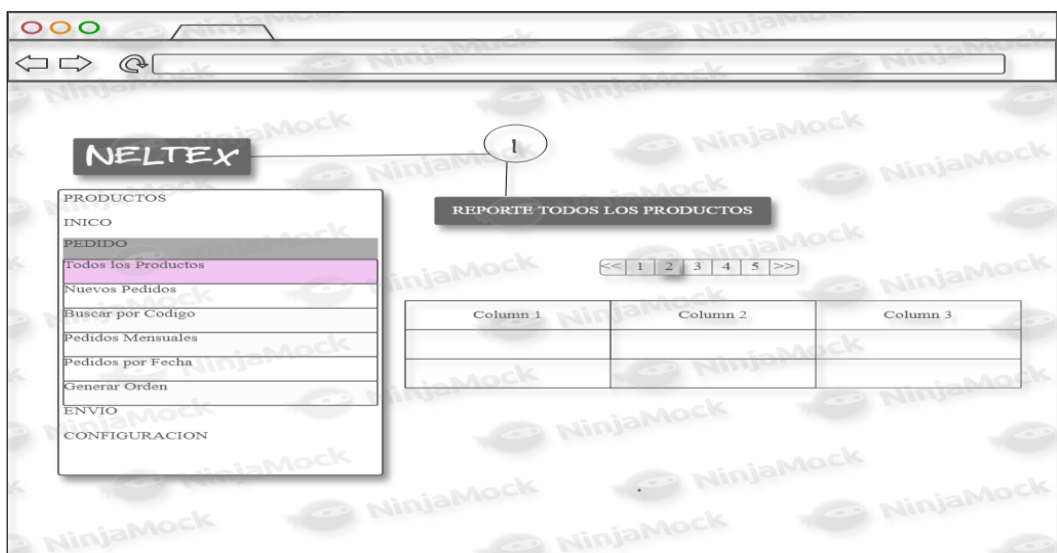 NELTEX
1
REPORTE TODOS LOS PRODUCTOS
PRODUCTOS
INICO
PEDIDO
Todos los Productos
Nuevos Pedidos
Buscar por Codigo
Pedidos Mensuales
Pedidos por Fecha
Generar Orden
ENVIO
CONFIGURACION
<< 1 2 3 4 5 >>
Column 1 Column 2 Column 3
NinjaMock